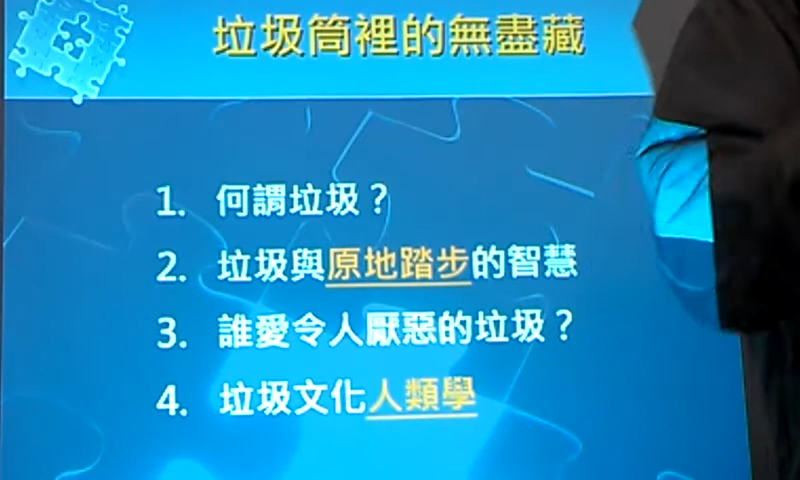 垃圾筒裡的無盡藏
1. 何謂垃圾？
2. 垃圾與原地踏步的智慧
3. 誰愛令人厭惡的垃圾？
4. 垃圾文化人類學